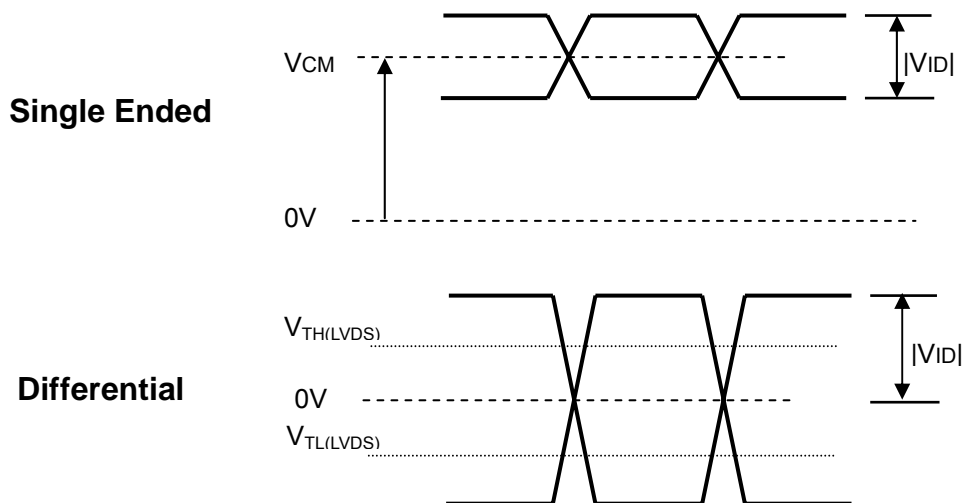 VCM
|VID|
Single Ended
0V
VTH(LVDS)
|VID|
Differential
0V
VTL(LVDS)